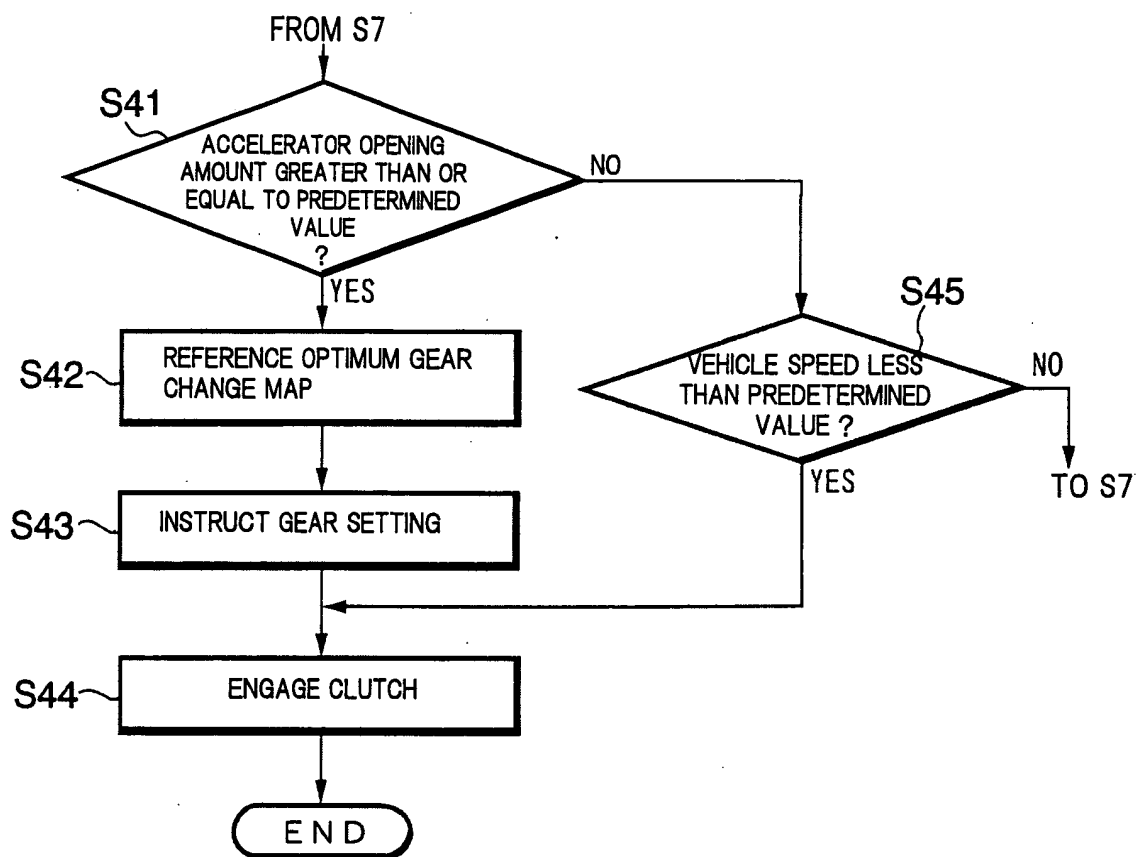 FROM S7
S41
ACCELERATOR OPENING
AMOUNT GREATER THAN OR
EQUAL TO PREDETERMINED
VALUE
?
NO
YES
S45
VEHICLE SPEED LESS
THAN PREDETERMINED
VALUE ?
NO
YES
TO S7
S42
REFERENCE OPTIMUM GEAR
CHANGE MAP
S43
INSTRUCT GEAR SETTING
S44
ENGAGE CLUTCH
END